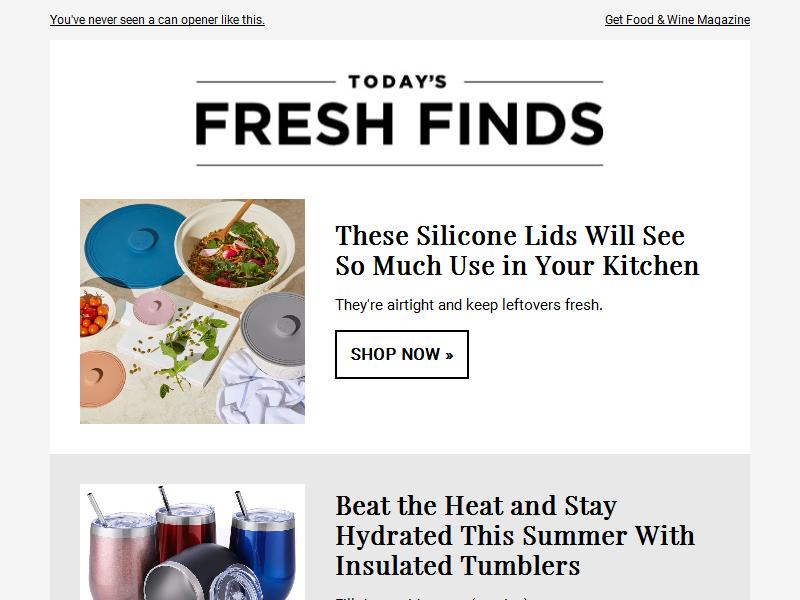 You've never seen a can opener like this.
Get Food & Wine Magazine
TODAY'S
FRESH FINDS
These Silicone Lids Will See
So Much Use in Your Kitchen
They're airtight and keep leftovers fresh.
SHOP NOW »
Beat the Heat and Stay
Hydrated This Summer With
Insulated Tumblers